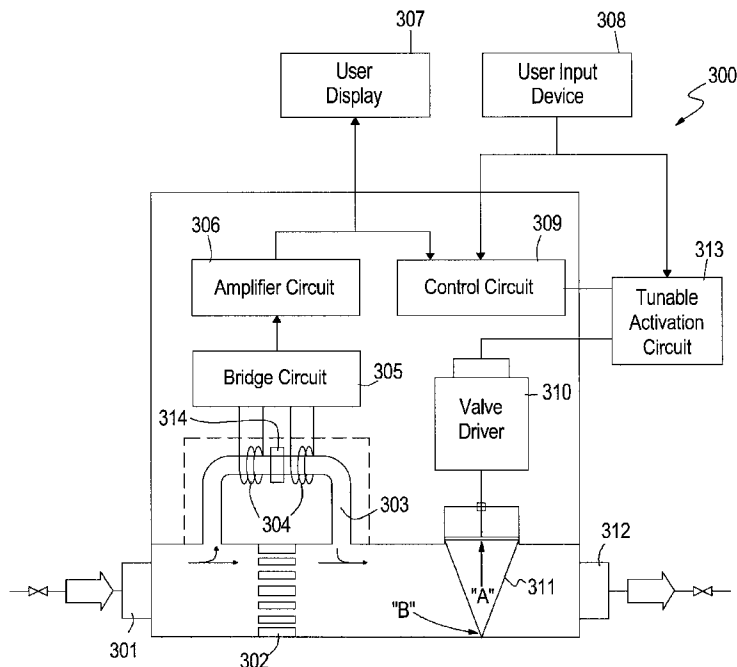 307
308
User
Display
User Input
Device
300
306
309
313
Amplifier Circuit
Control Circuit
Tunable
Activation
Circuit
Bridge Circuit
305
310
314
Valve
Driver
304
303
312
"A"
311
"B"
301
302